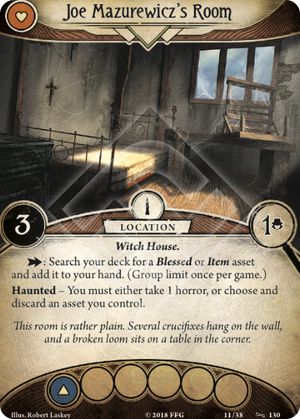 Joe Mazurewicz's Room
3
LOCATION
1
Witch House.
: Search your deck for a Blessed or Item asset
and add it to your hand. (Group limit once per game.)
Haunted – You must either take 1 horror, or choose and
discard an asset you control.
This room is rather plain. Several crucifixes hang on the wall,
and a broken loom sits on a table in the corner.
Illus. Robert Laskey
© 2018 FFG
11/38
130